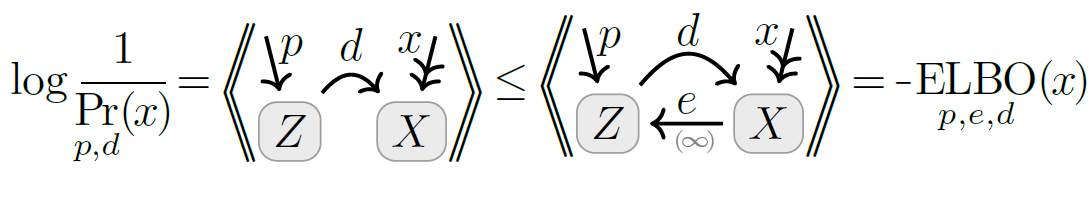 log 1/Pr(x) p,d = ⟪ p d x Z X ⟫ ≤ ⟪ p d x e (∞) Z X ⟫ = -ELBO(x) p,e,d